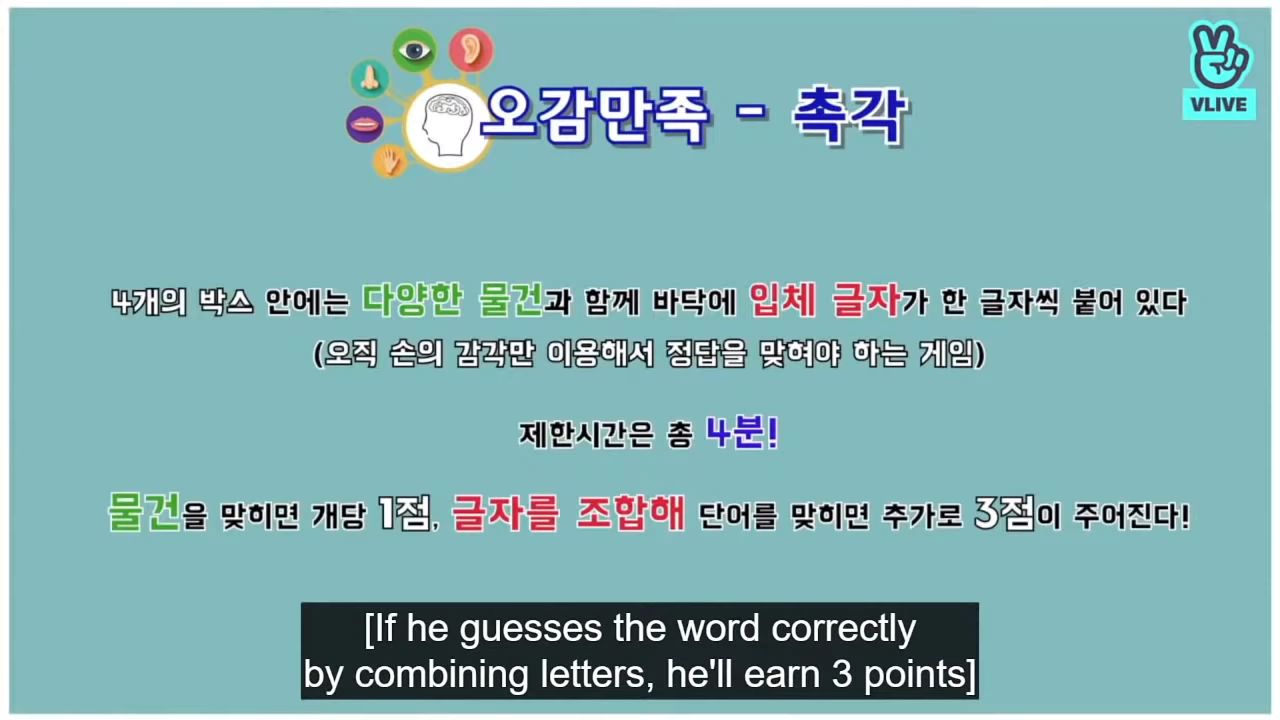 오감만족 - 촉각
VLIVE
4개의 박스 안에는 다양한 물건과 함께 바닥에 입체 글자가 한 글자씩 붙어 있다
(오직 손의 감각만 이용해서 정답을 맞혀야 하는 게임)
제한시간은 총 4분!
물건을 맞히면 개당 1점, 글자를 조합해 단어를 맞히면 추가로 3점이 주어진다!
[If he guesses the word correctly
by combining letters, he'll earn 3 points]